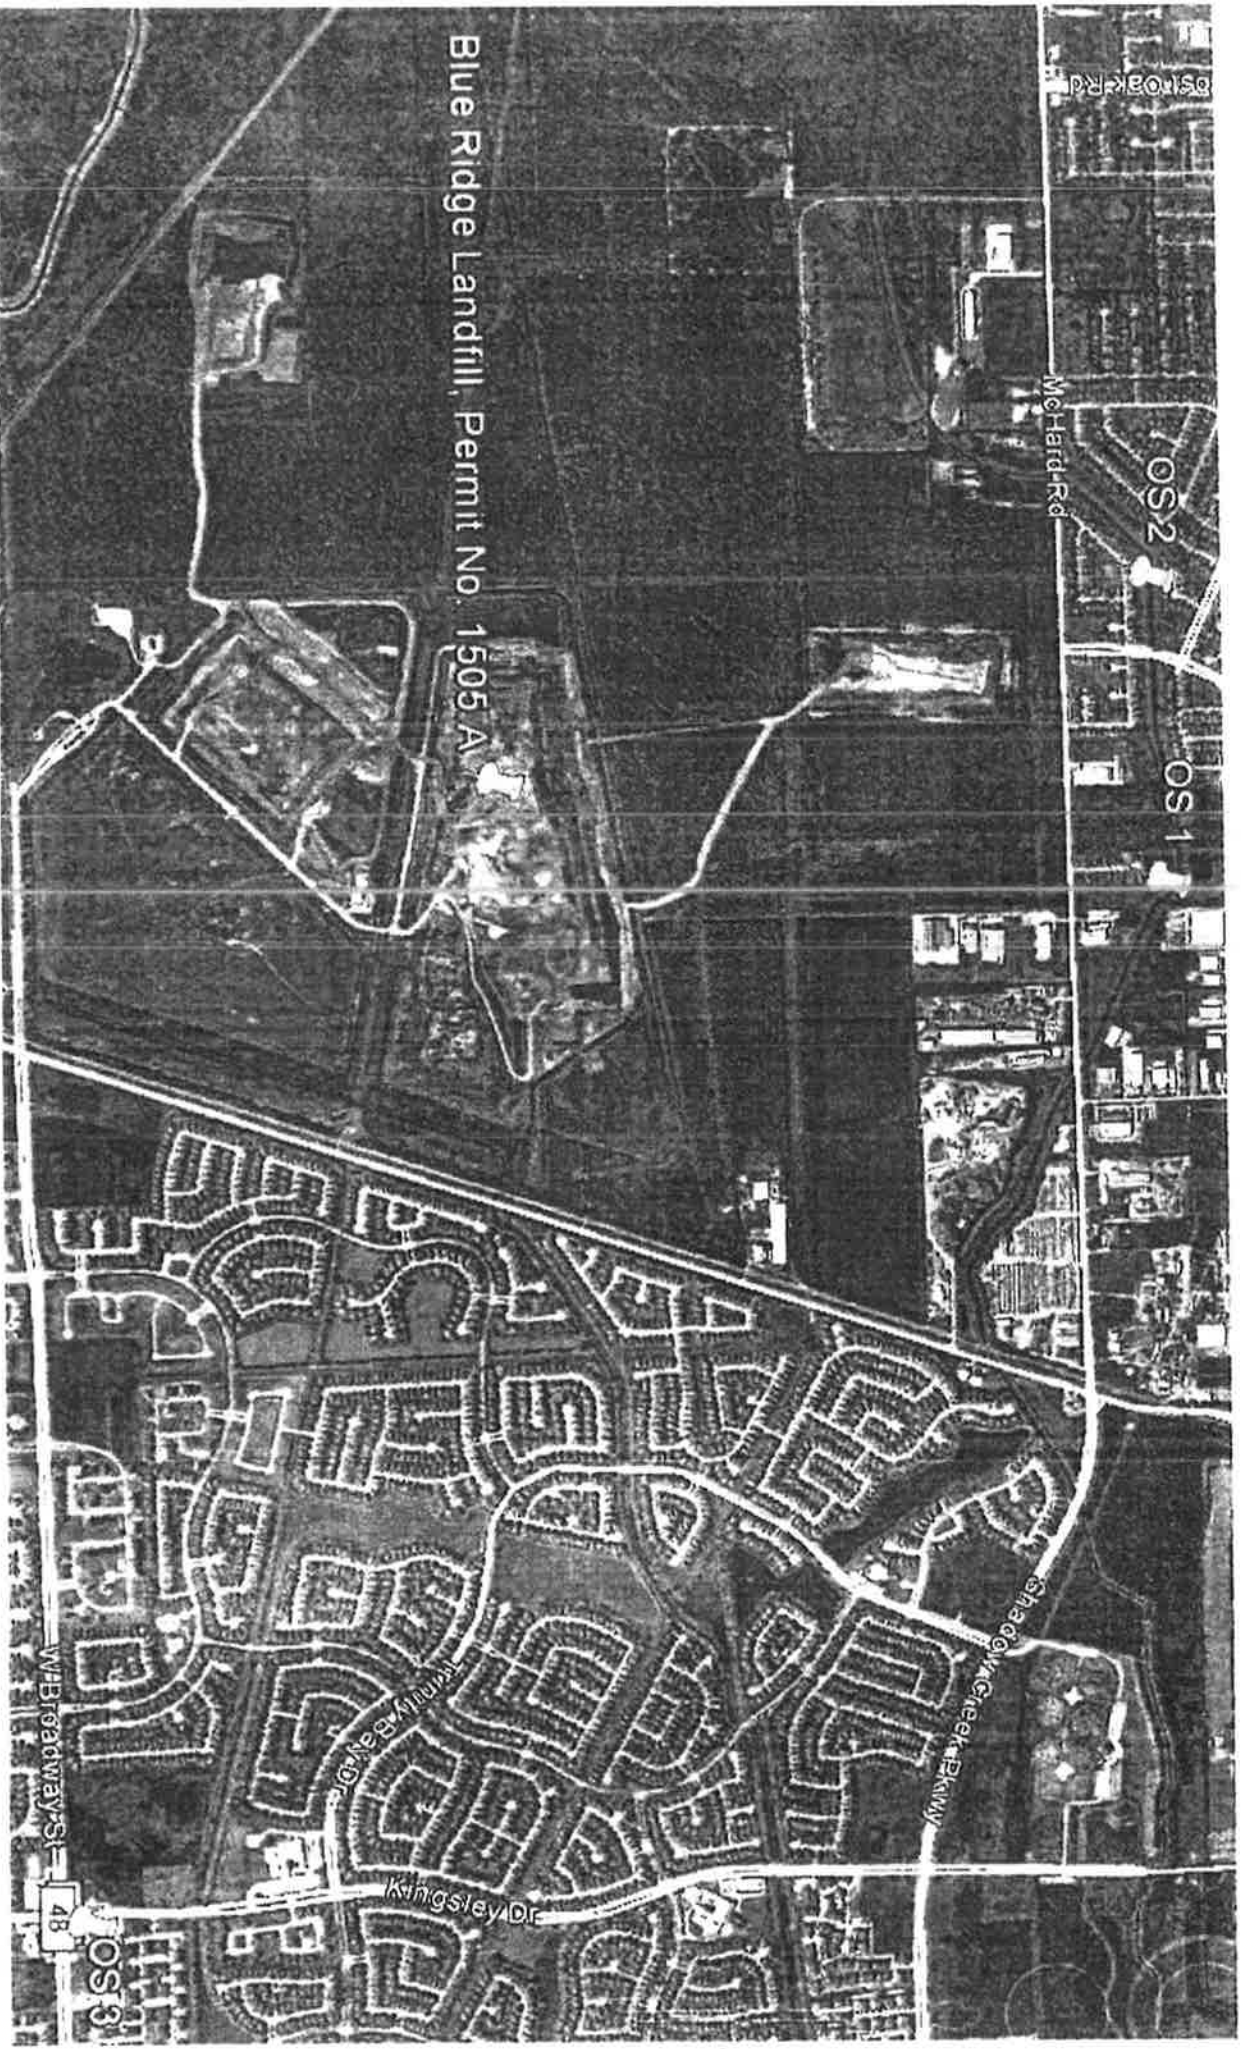 Blue Ridge Landfill, Permit No. 1505 A
McHard Rd
OS 2
OS 1
Shadow Creek Pkwy
Trinity Bay Dr
Kingsley Dr
W Broadway St
OS 3